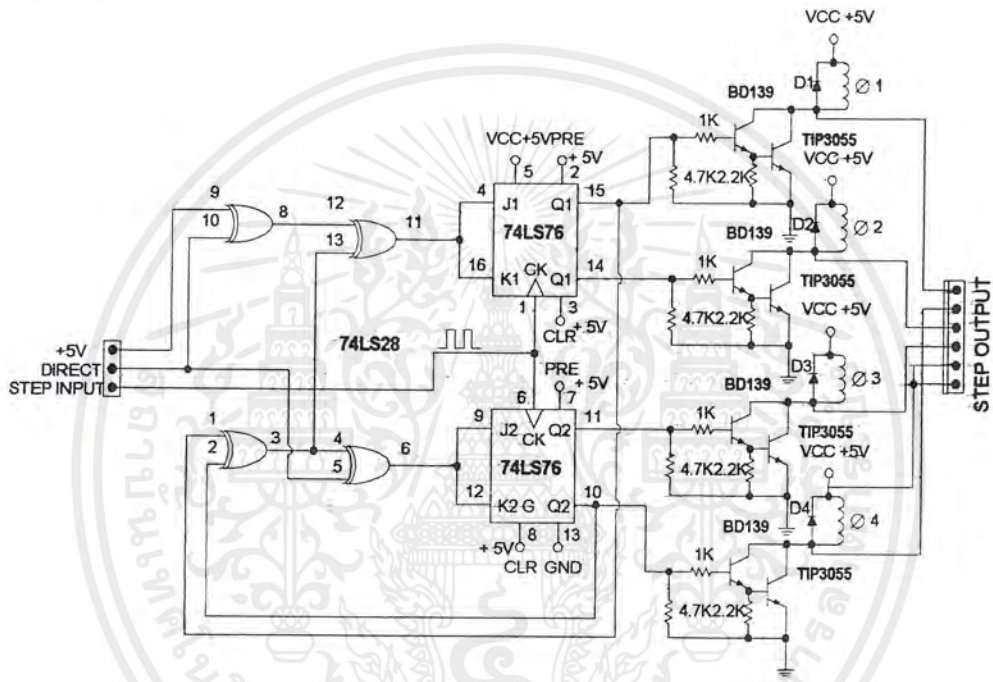 VCC +5V
D1
Ø 1
BD139
1K
TIP3055
VCC +5V
4.7K2.2K
VCC+5VPRE
+ 5V
5
2
15
4
J1
Q1
74LS76
16
K1
CK
Q1
14
1
3
CLR +5V
9
10
8
12
13
11
D2
Ø 2
BD139
1K
TIP3055
VCC +5V
4.7K2.2K
74LS28
+5V
DIRECT
STEP INPUT
STEP OUTPUT
PRE
+ 5V
6
7
9
J2
CK
Q2
11
74LS76
12
K2 G
Q2
10
8
13
+ 5V
CLR GND
1
2
3
4
5
6
D3
Ø 3
BD139
1K
TIP3055
VCC +5V
4.7K2.2K
D4
Ø 4
BD139
1K
TIP3055
4.7K2.2K